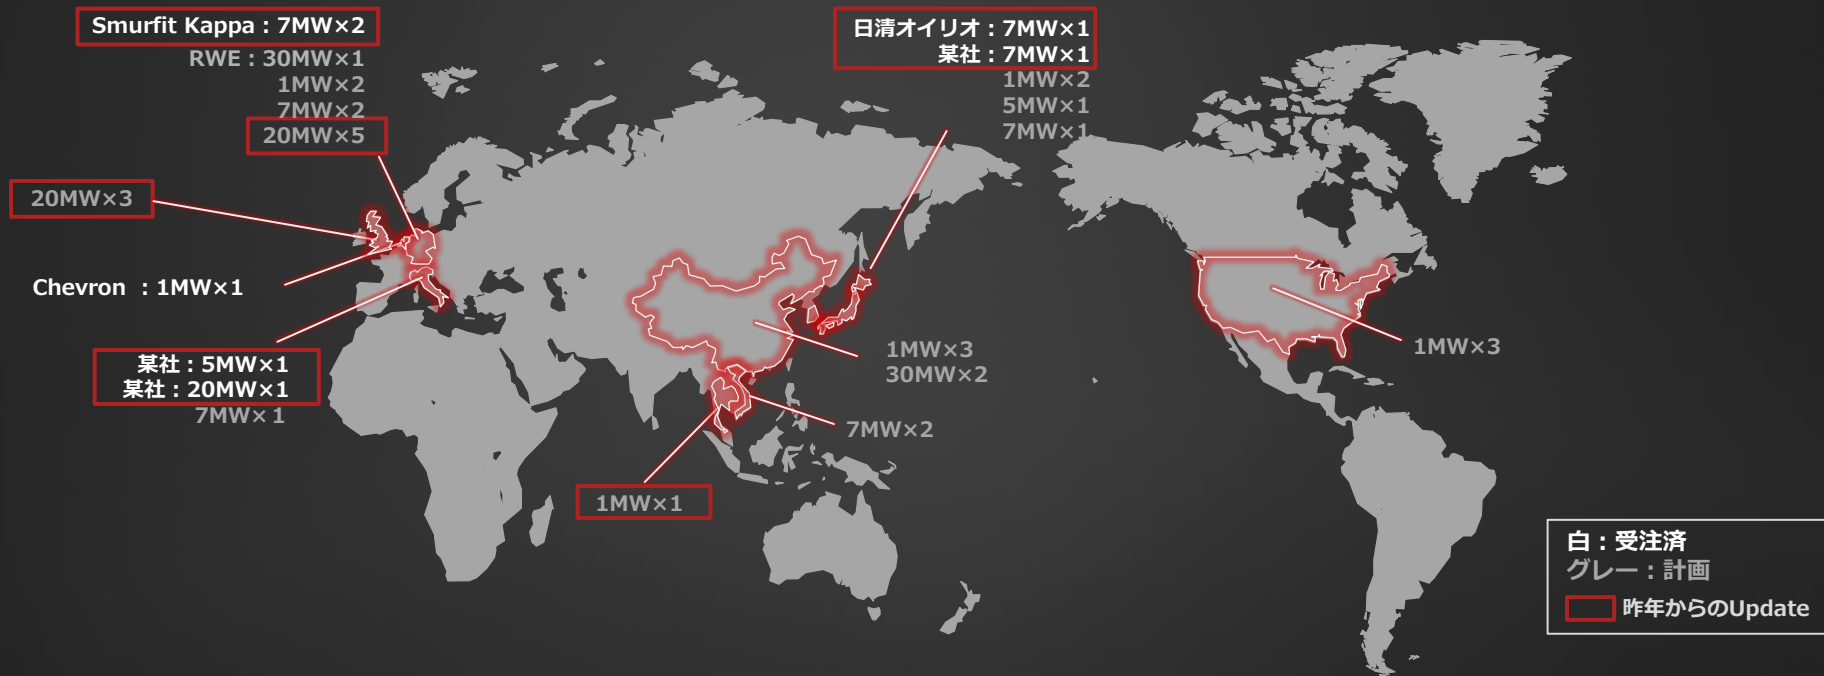 Smurfit Kappa：7MW×2
RWE：30MW×1
1MW×2
7MW×2
20MW×5
20MW×3
Chevron ：1MW×1
某社：5MW×1
某社：20MW×1
7MW×1
日清オイリオ：7MW×1
某社：7MW×1
1MW×2
5MW×1
7MW×1
1MW×3
30MW×2
7MW×2
1MW×1
1MW×3
白：受注済
グレー：計画
昨年からのUpdate